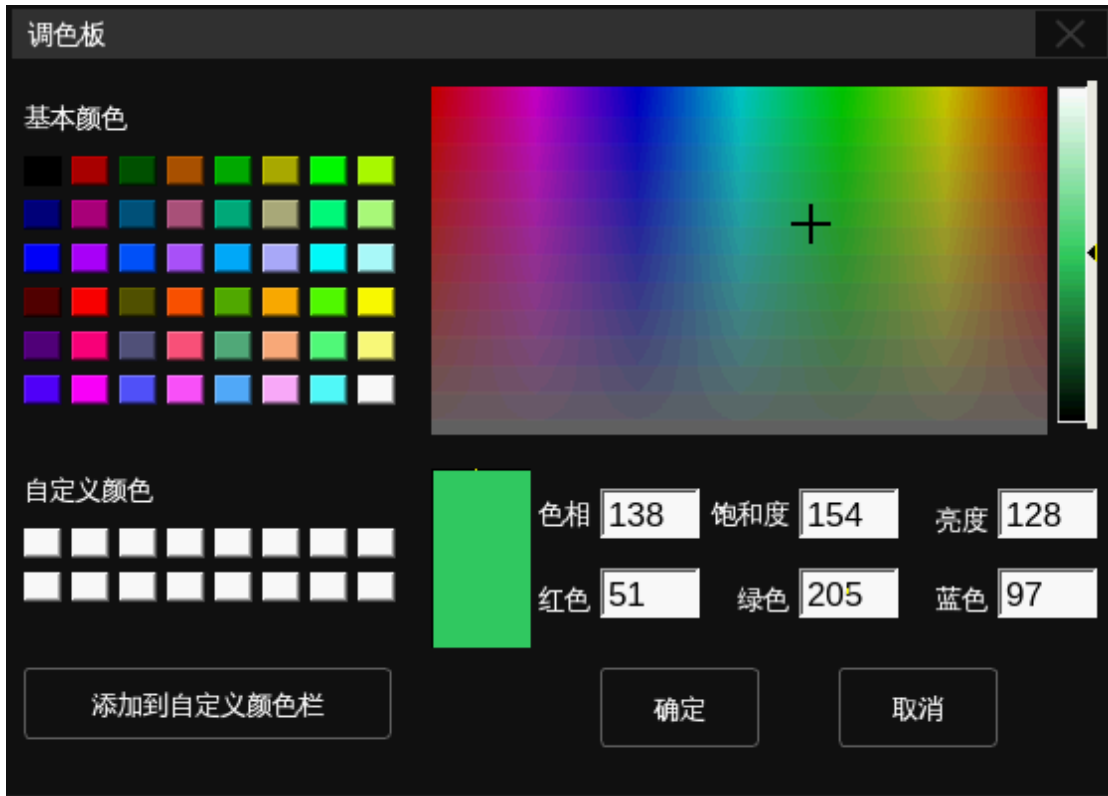 调色板
基本颜色
自定义颜色
色相 138 饱和度 154 亮度 128
红色 51 绿色 205 蓝色 97
添加到自定义颜色栏 确定 取消